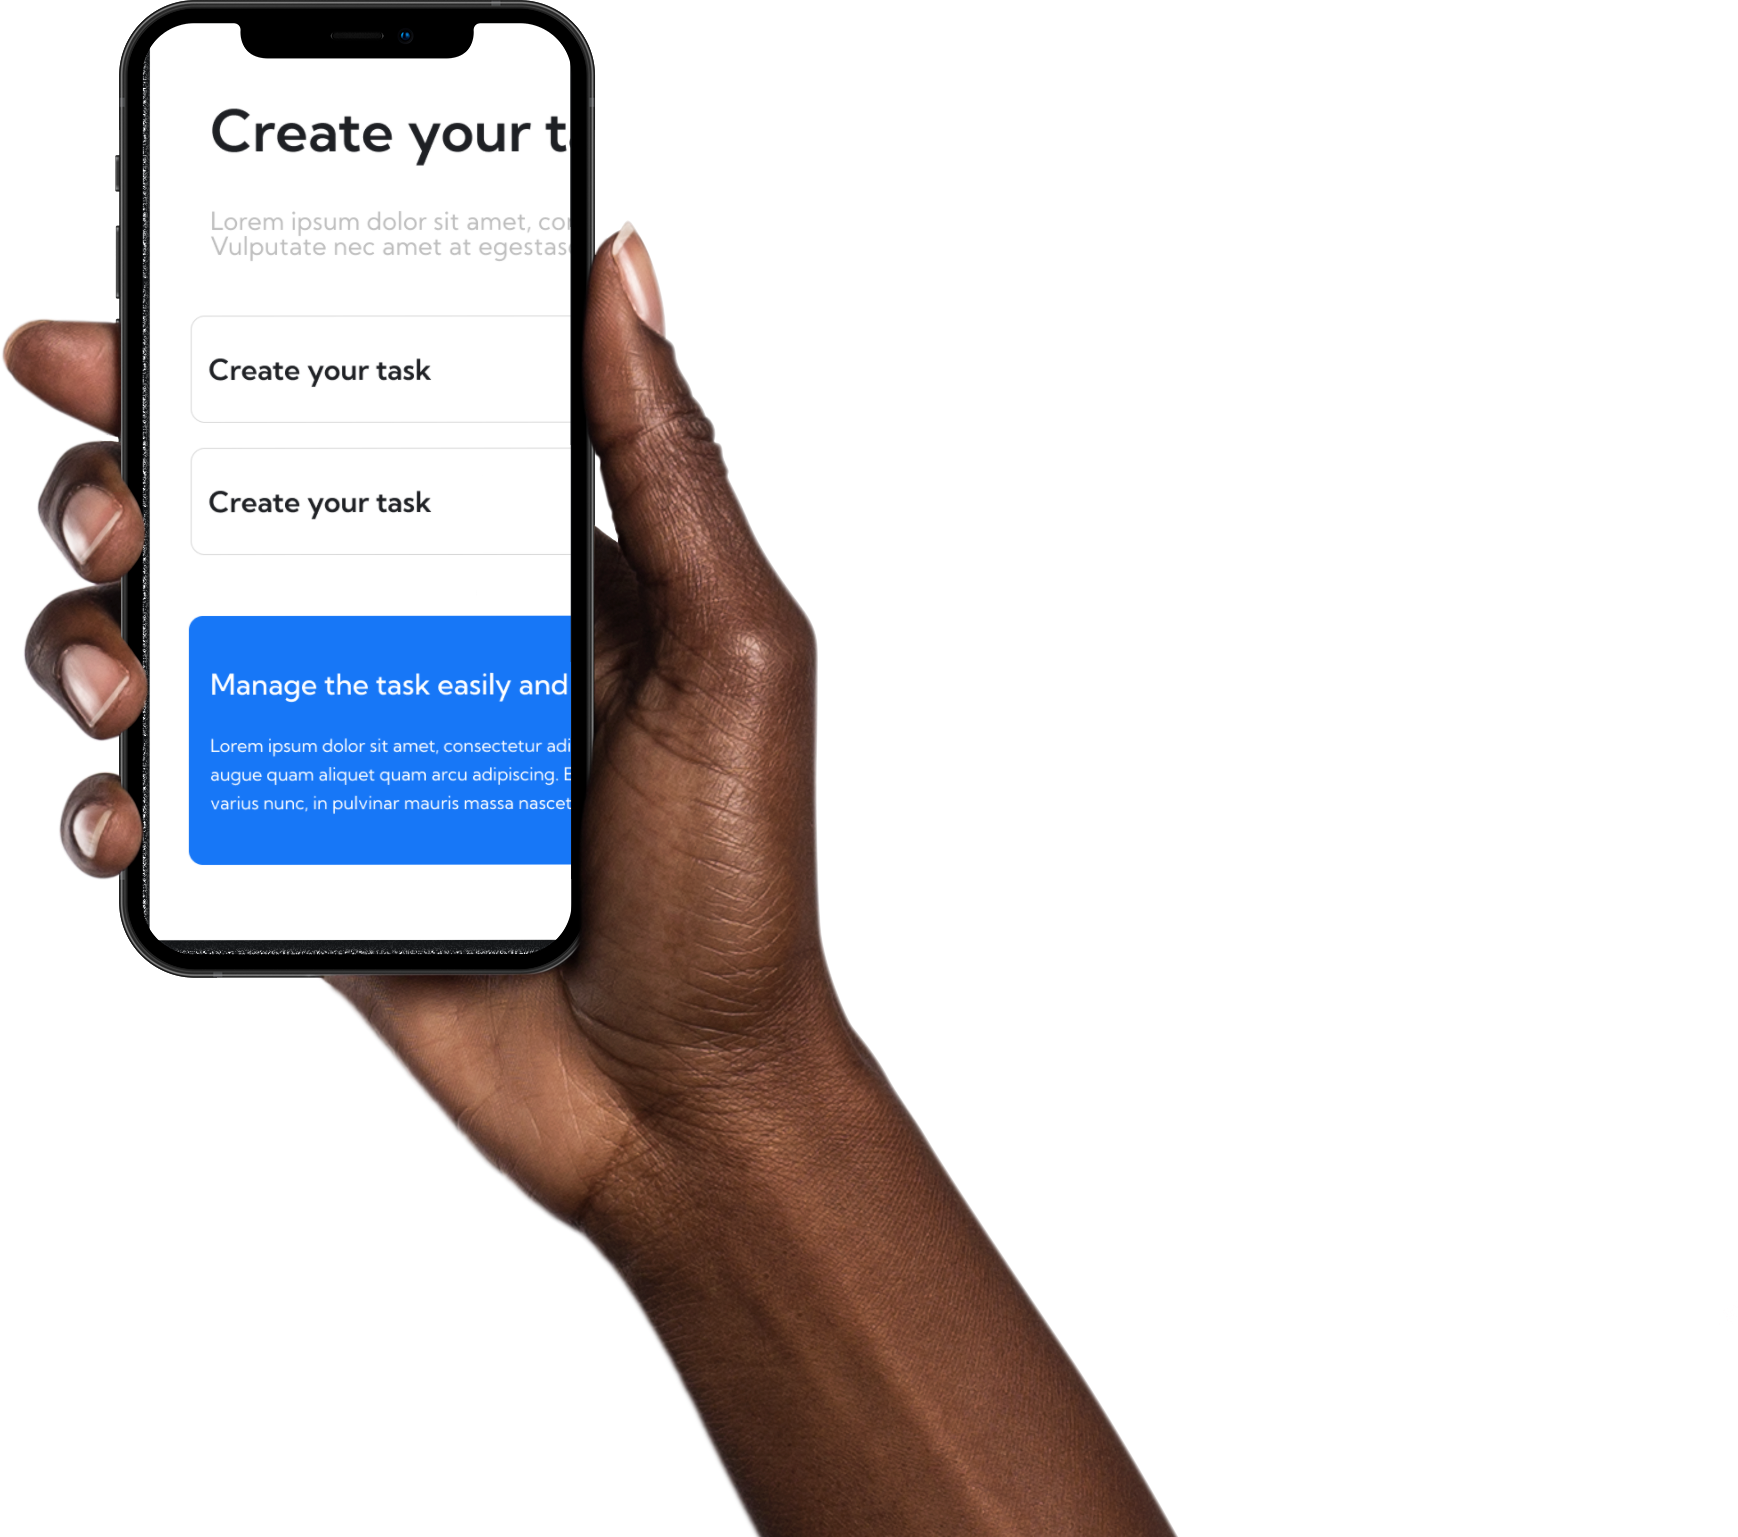 Create your t
Lorem ipsum dolor sit amet, con
Vulputate nec amet at egestas
Create your task
Create your task
Manage the task easily and
Lorem ipsum dolor sit amet, consectetur adi
augue quam aliquet quam arcu adipiscing. E
varius nunc, in pulvinar mauris massa nascet